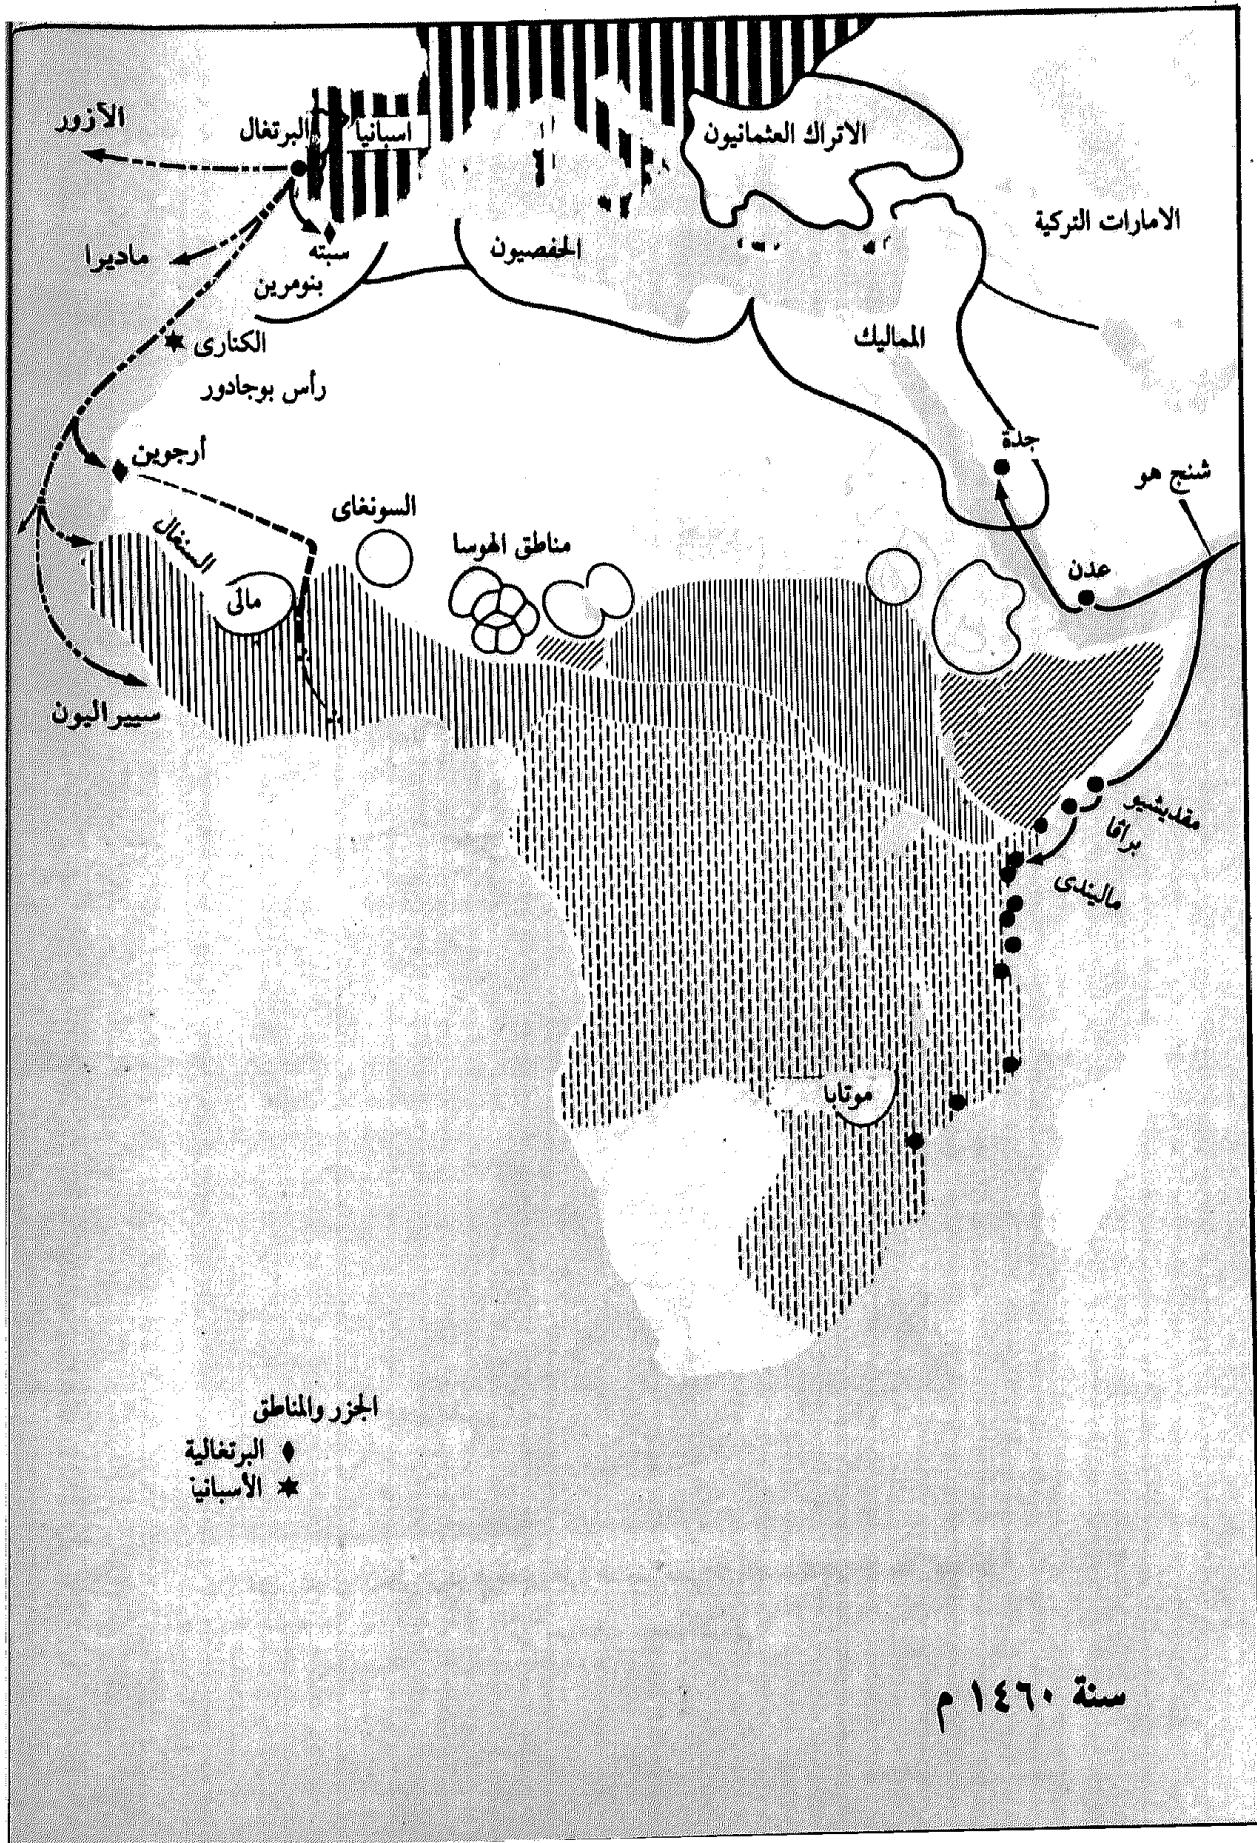 الآزور
البرتغال
اسبانيا
الاتراك العثمانيون
الامارات التركية
ماديرا
سبته
بنومرين
الحفصيون
المماليك
الكنارى
رأس بوجادور
أرجوين
جدة
شنج هو
السونغاى
السنغال
مناطق الهوسا
مالى
عدن
سييراليون
مقديشيو
براڤا
ماليندى
موتابا
الجزر والمناطق
البرتغالية
الأسبانية
سنة ١٤٦٠ م